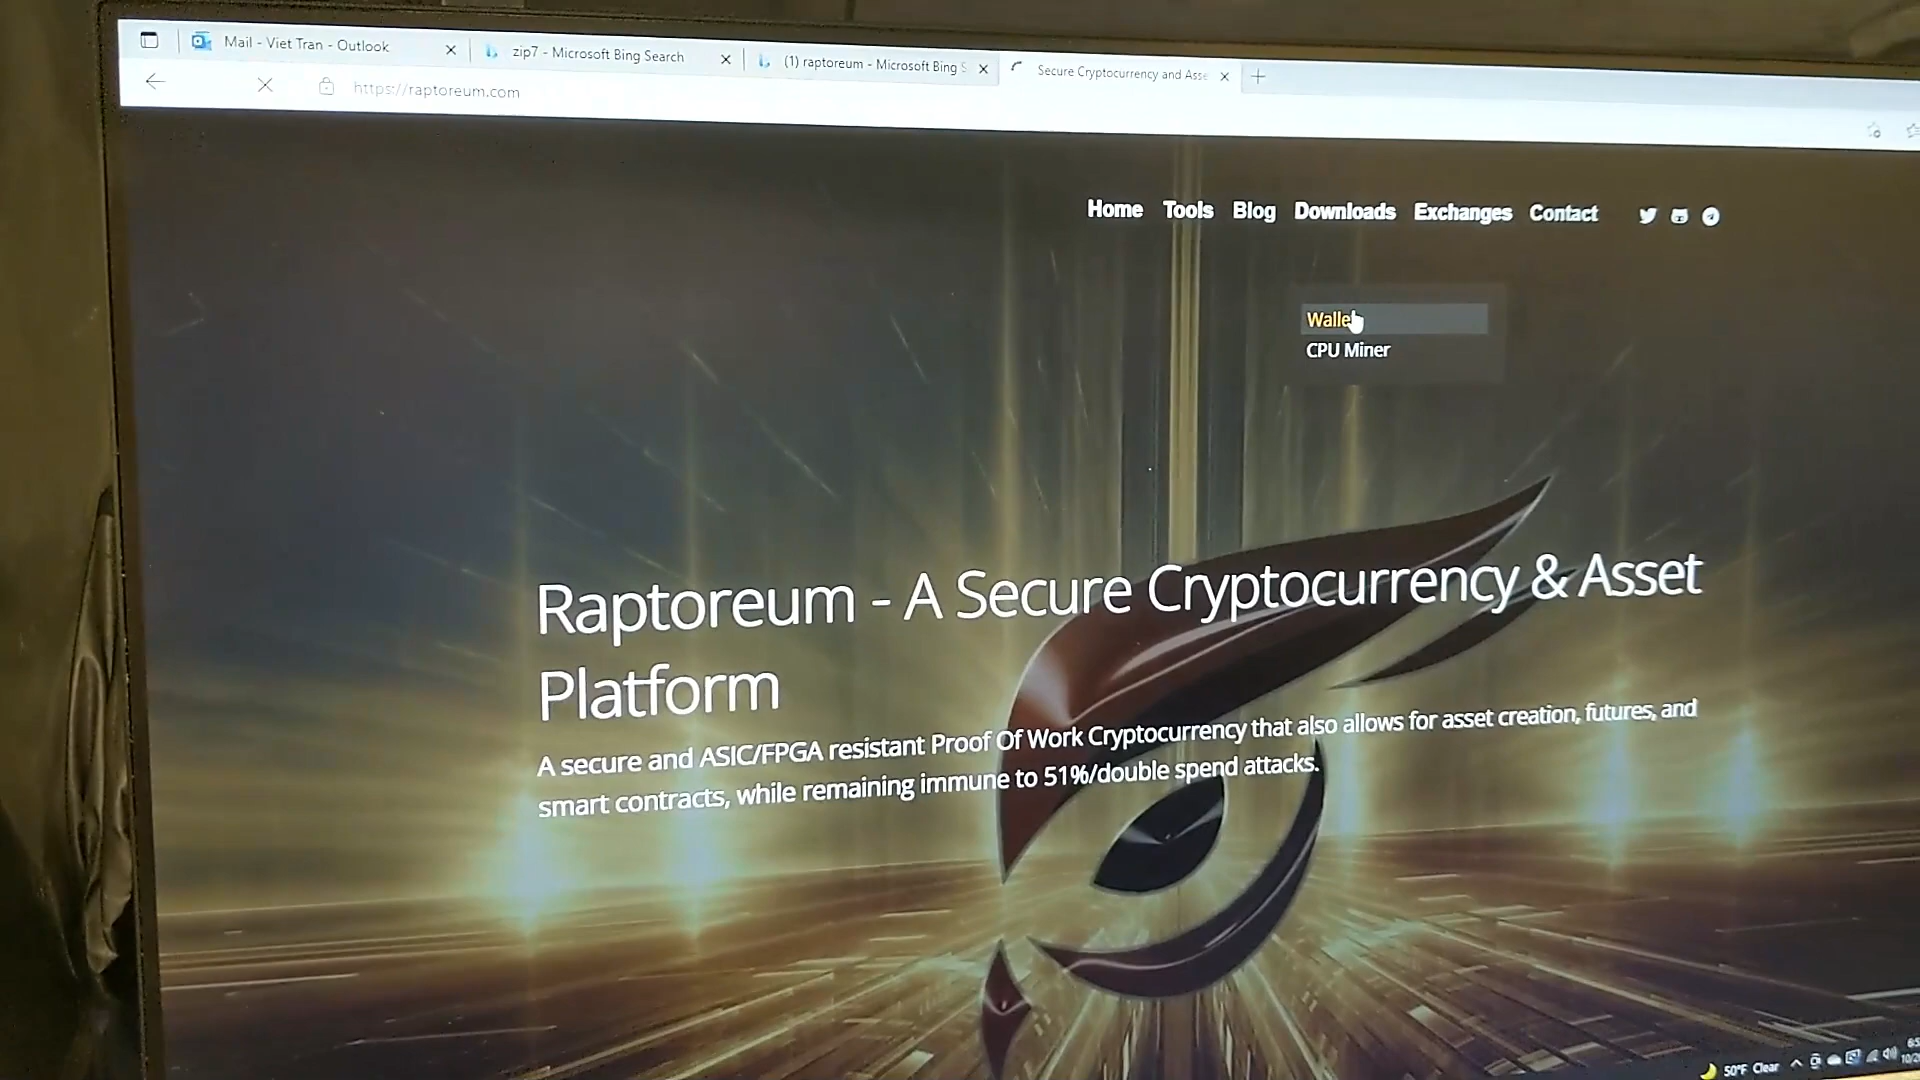 Mail - Viet Tran - Outlook
zip7 - Microsoft Bing Search
(1) raptoreum - Microsoft Bing S
Secure Cryptocurrency and Asse
https://raptoreum.com
Home Tools Blog Downloads Exchanges Contact
Walle
CPU Miner
Raptoreum - A Secure Cryptocurrency & Asset
Platform
A secure and ASIC/FPGA resistant Proof Of Work Cryptocurrency that also allows for asset creation, futures, and
smart contracts, while remaining immune to 51%/double spend attacks.
50°F Clear